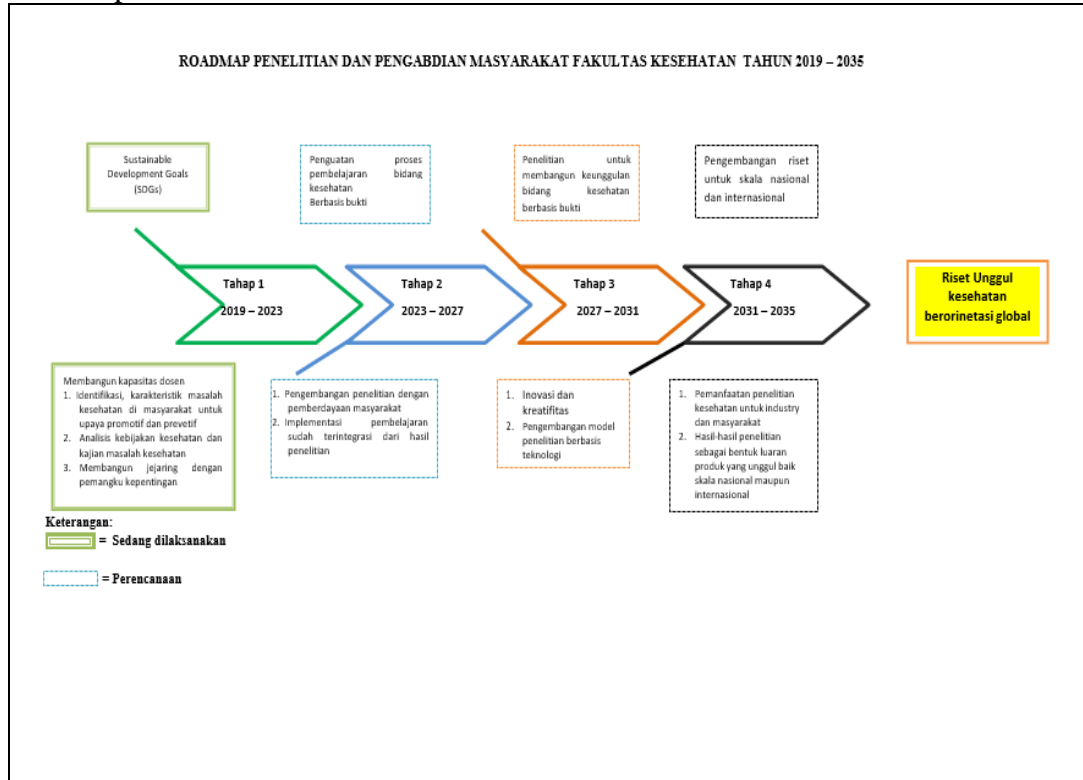 ROADMAP PENELITIAN DAN PENGABDIAN MASYARAKAT FAKULTAS KESEHATAN TAHUN 2019 – 2035
Sustainable
Development Goals
(SDGs)
Penguatan proses
pembelajaran bidang
kesehatan
Berbasis bukti
Penelitian untuk
membangun keunggulan
bidang kesehatan
berbasis bukti
Pengembangan riset
untuk skala nasional
dan internasional
Tahap 1
2019 – 2023
Tahap 2
2023 – 2027
Tahap 3
2027 – 2031
Tahap 4
2031 – 2035
Riset Unggul
kesehatan
berorinetasi global
Membangun kapasitas dosen
1. Identifikasi, karakteristik masalah
kesehatan di masyarakat untuk
upaya promotif dan prevetif
2. Analisis kebijakan kesehatan dan
kajian masalah kesehatan
3. Membangun jejaring dengan
pemangku kepentingan
1. Pengembangan penelitian dengan
pemberdayaan masyarakat
2. Implementasi pembelajaran
sudah terintegrasi dari hasil
penelitian
1. Inovasi dan
kreatifitas
2. Pengembangan model
penelitian berbasis
teknologi
1. Pemanfaatan penelitian
kesehatan untuk industry
dan masyarakat
2. Hasil-hasil penelitian
sebagai bentuk luaran
produk yang unggul baik
skala nasional maupun
internasional
Keterangan:
= Sedang dilaksanakan
= Perencanaan